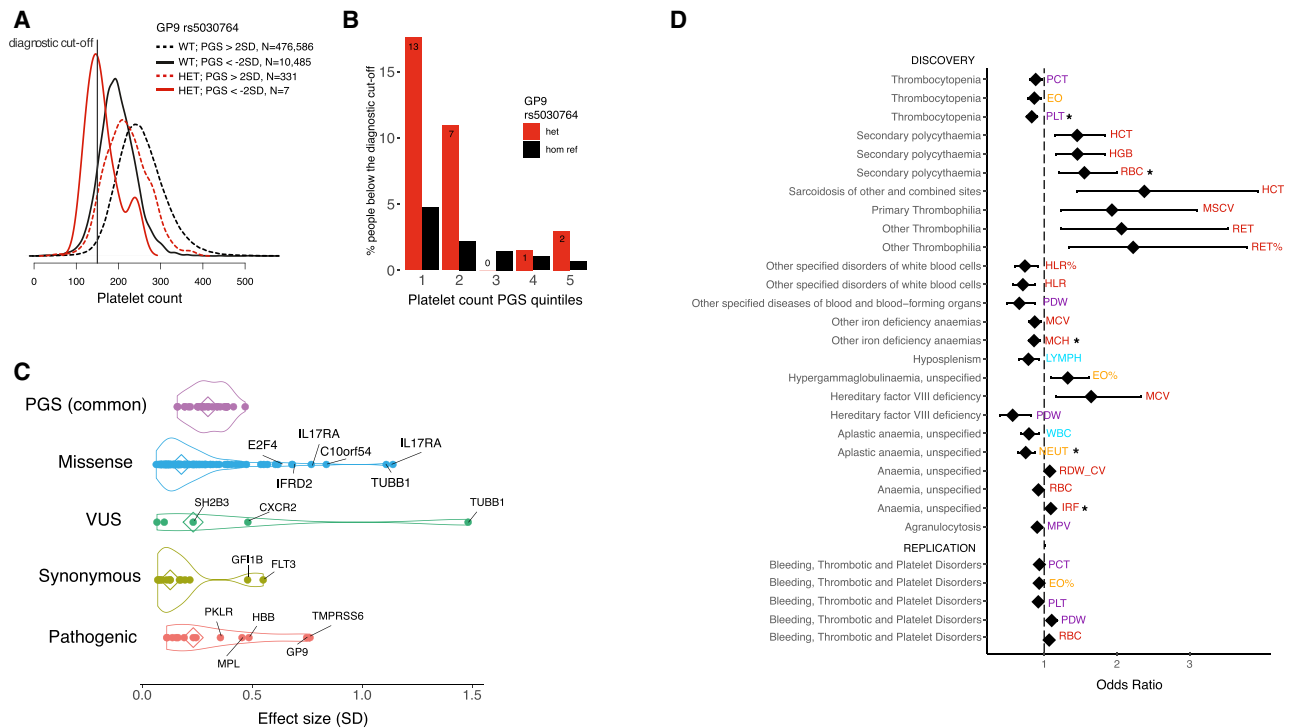 A
GP9 rs5030764
diagnostic cut-off
WT; PGS > 2SD, N=476,586
WT; PGS < -2SD, N=10,485
HET; PGS > 2SD, N=331
HET; PGS < -2SD, N=7
0 100 200 300 400 500
Platelet count
B
% people below the diagnostic cut-off
15
10
5
0
13
7
0
1
2
GP9
rs5030764
het
hom ref
1 2 3 4 5
Platelet count PGS quintiles
C
PGS (common)
Missense
E2F4
IL17RA
C10orf54
IL17RA
IFRD2
TUBB1
VUS
SH2B3
CXCR2
TUBB1
Synonymous
GFI1B
FLT3
Pathogenic
PKLR
HBB
TMPRSS6
MPL
GP9
0.0 0.5 1.0 1.5
Effect size (SD)
D
DISCOVERY
Thrombocytopenia PCT
Thrombocytopenia EO
Thrombocytopenia PLT *
Secondary polycythaemia HCT
Secondary polycythaemia HGB
Secondary polycythaemia RBC *
Sarcoidosis of other and combined sites HCT
Primary Thrombophilia MSCV
Other Thrombophilia RET
Other Thrombophilia RET%
Other specified disorders of white blood cells HLR%
Other specified disorders of white blood cells HLR
Other specified diseases of blood and blood−forming organs PDW
Other iron deficiency anaemias MCV
Other iron deficiency anaemias MCH *
Hyposplenism LYMPH
Hypergammaglobulinaemia, unspecified EO%
Hereditary factor VIII deficiency MCV
Hereditary factor VIII deficiency PDW
Aplastic anaemia, unspecified WBC
Aplastic anaemia, unspecified NEUT *
Anaemia, unspecified RDW_CV
Anaemia, unspecified RBC
Anaemia, unspecified IRF *
Agranulocytosis MPV
REPLICATION
Bleeding, Thrombotic and Platelet Disorders PCT
Bleeding, Thrombotic and Platelet Disorders EO%
Bleeding, Thrombotic and Platelet Disorders PLT
Bleeding, Thrombotic and Platelet Disorders PDW
Bleeding, Thrombotic and Platelet Disorders RBC
1 2 3
Odds Ratio